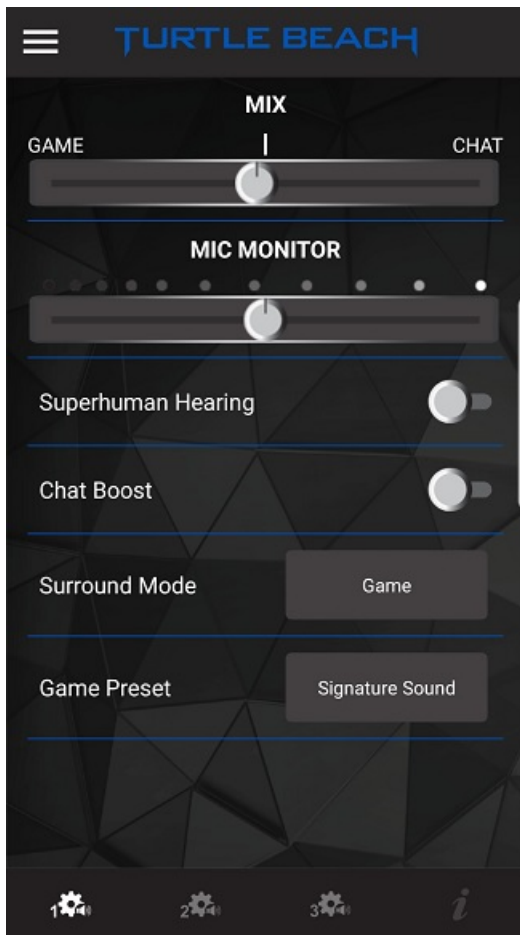 TURTLE BEACH
MIX
GAME CHAT
MIC MONITOR
Superhuman Hearing
Chat Boost
Surround Mode Game
Game Preset Signature Sound
1 2 3 i